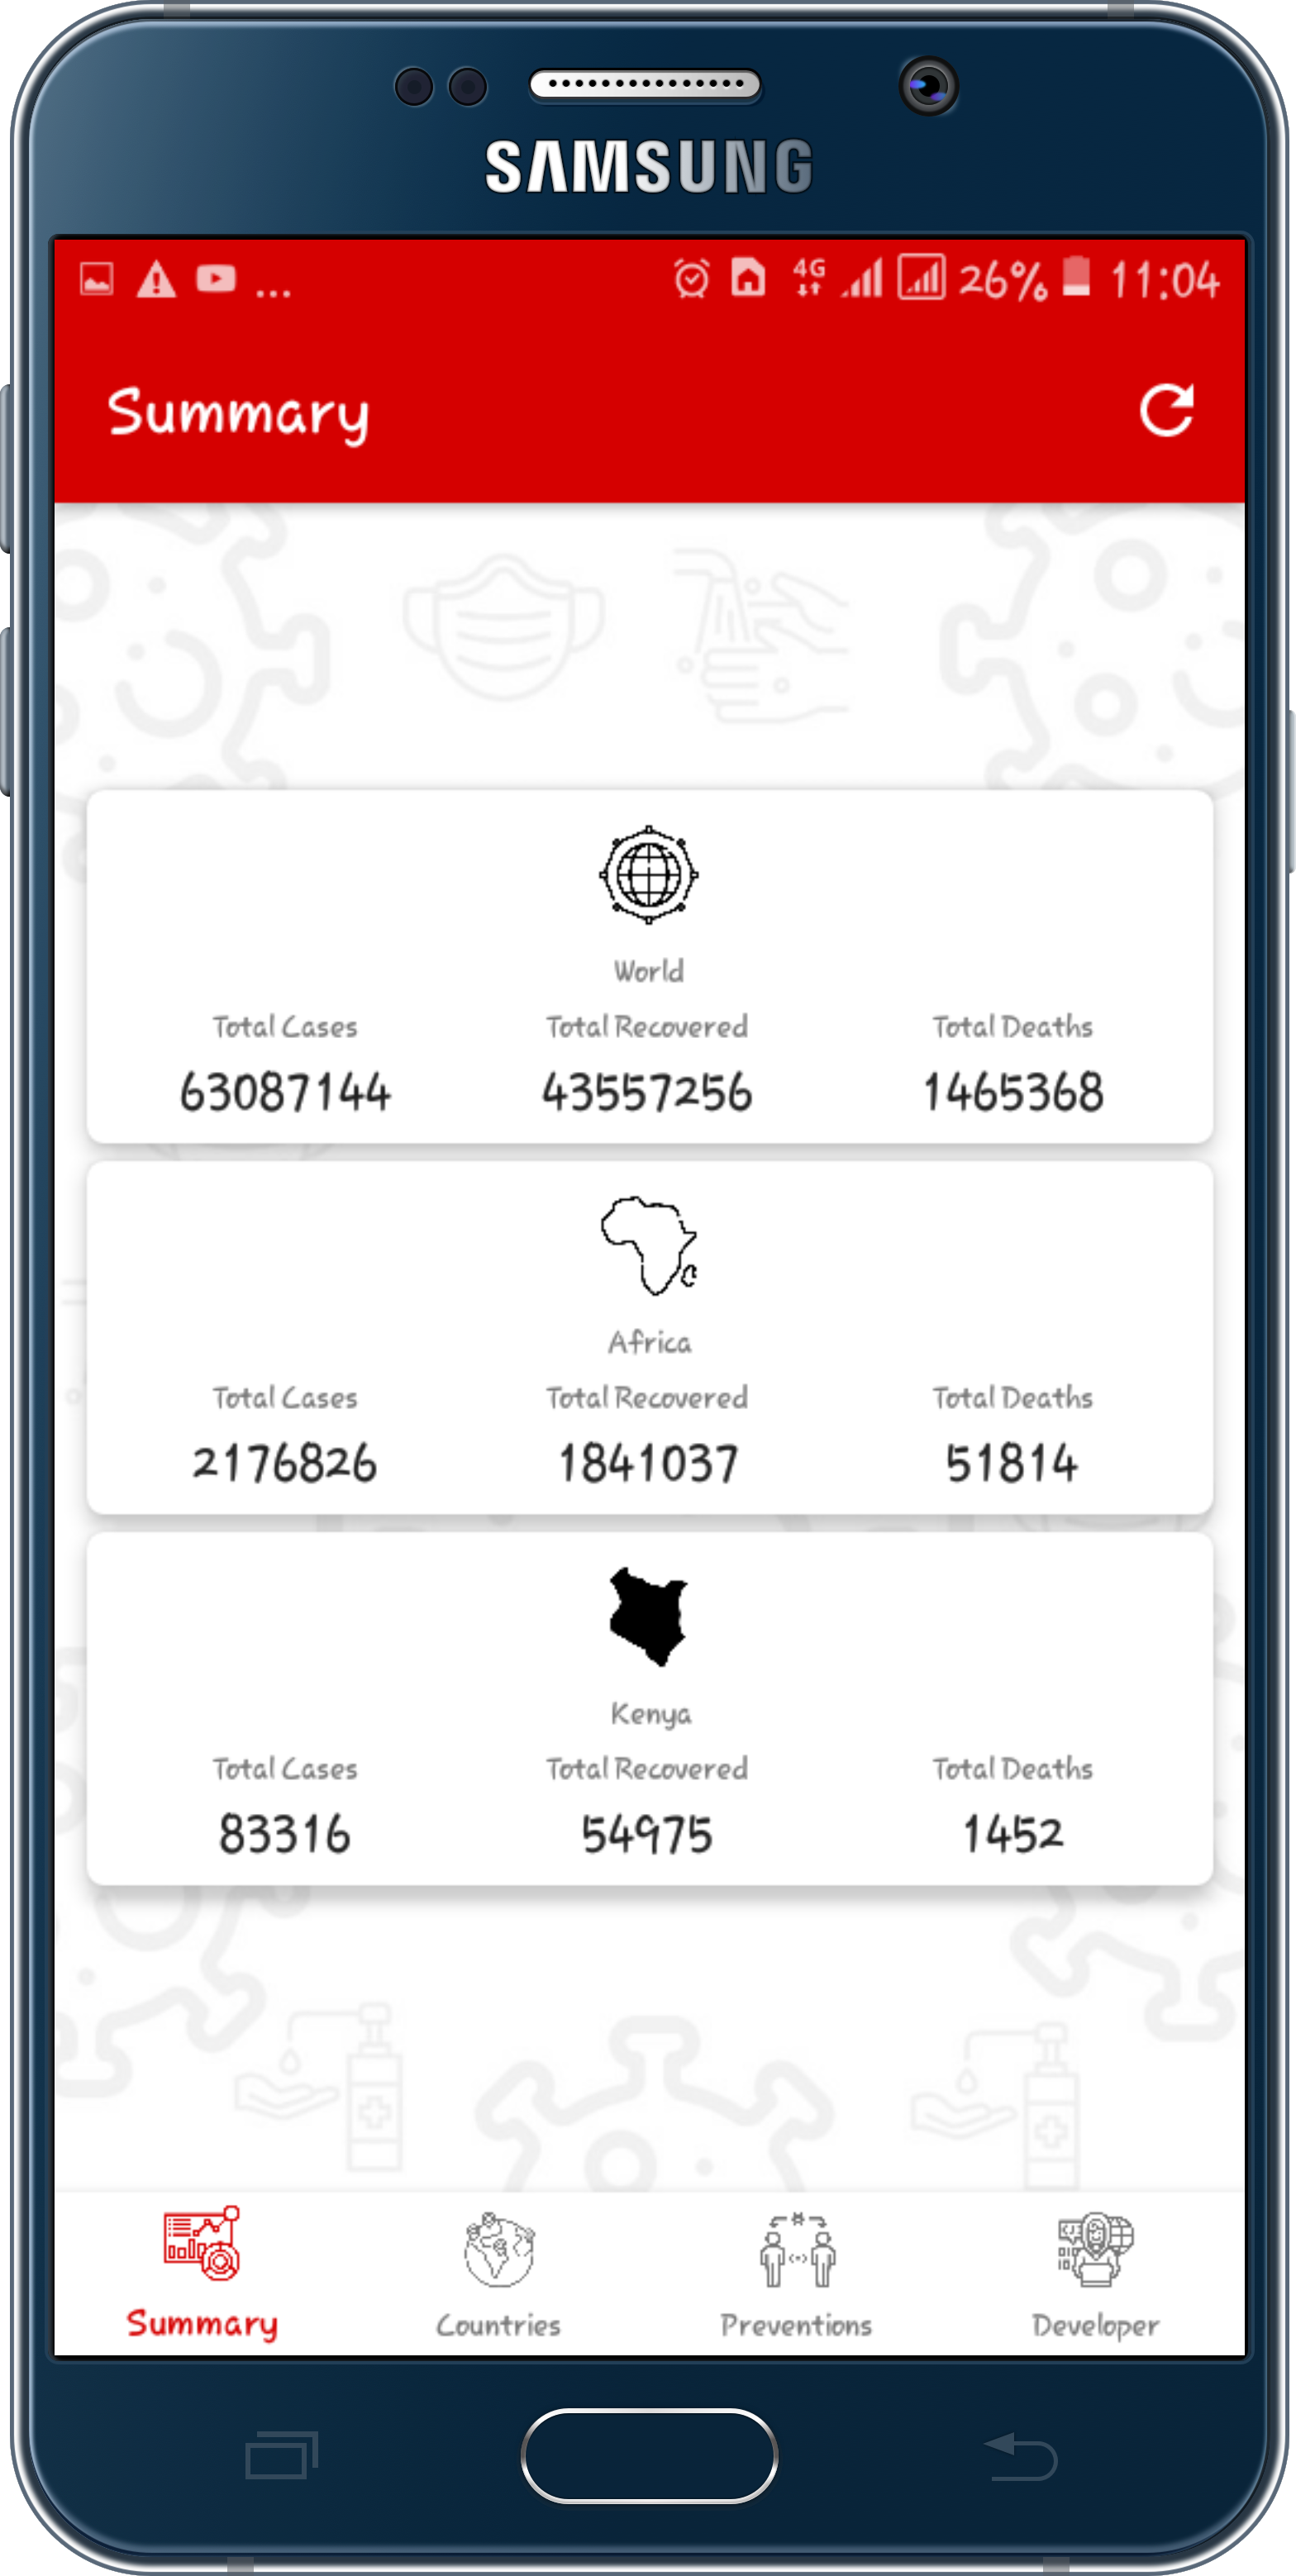 SAMSUNG
... 4G 26% 11:04
Summary
World
Total Cases Total Recovered Total Deaths
63087144 43557256 1465368
Africa
Total Cases Total Recovered Total Deaths
2176826 1841037 51814
Kenya
Total Cases Total Recovered Total Deaths
83316 54975 1452
Summary Countries Preventions Developer